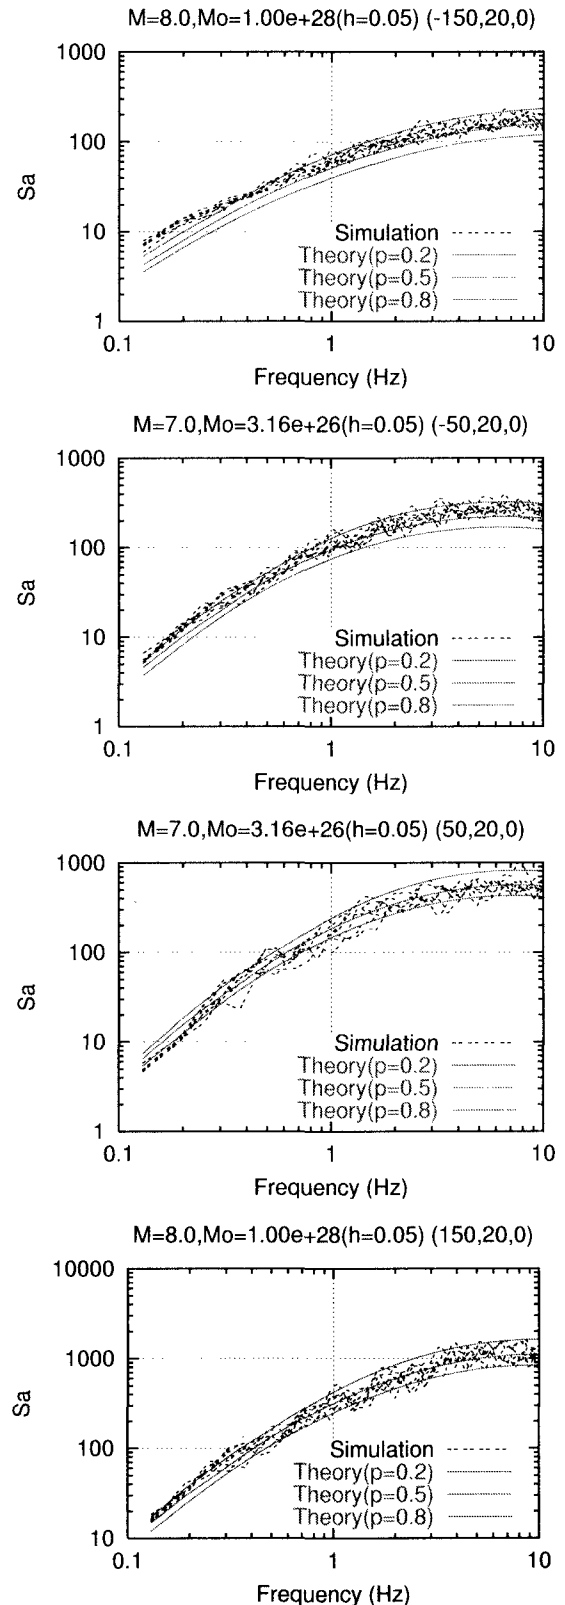 M=8.0,Mo=1.00e+28(h=0.05) (-150,20,0)
1000
100
10
1
Sa
Simulation
Theory(p=0.2)
Theory(p=0.5)
Theory(p=0.8)
0.1 1 10
Frequency (Hz)
M=7.0,Mo=3.16e+26(h=0.05) (-50,20,0)
1000
100
10
1
Sa
Simulation
Theory(p=0.2)
Theory(p=0.5)
Theory(p=0.8)
0.1 1 10
Frequency (Hz)
M=7.0,Mo=3.16e+26(h=0.05) (50,20,0)
1000
100
10
1
Sa
Simulation
Theory(p=0.2)
Theory(p=0.5)
Theory(p=0.8)
0.1 1 10
Frequency (Hz)
M=8.0,Mo=1.00e+28(h=0.05) (150,20,0)
10000
1000
100
10
Sa
Simulation
Theory(p=0.2)
Theory(p=0.5)
Theory(p=0.8)
0.1 1 10
Frequency (Hz)